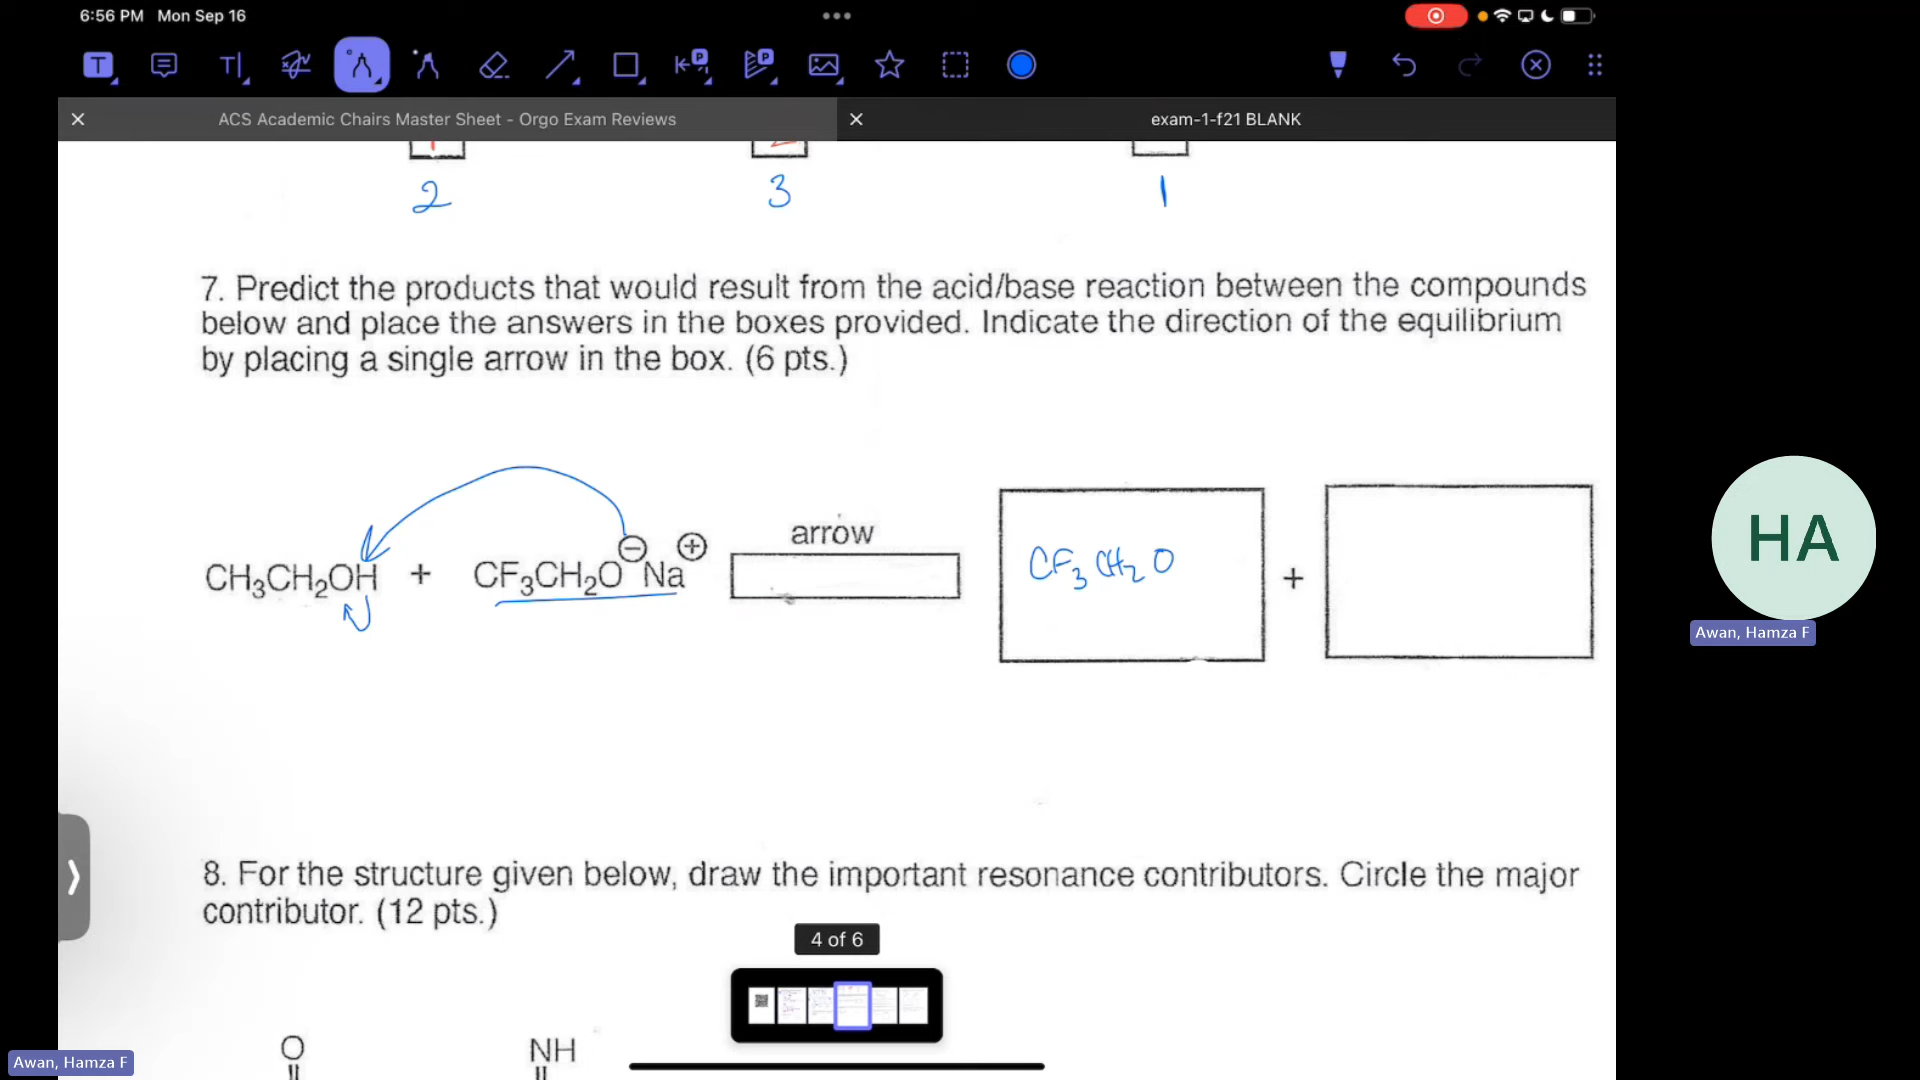 6:56 PM Mon Sep 16
ACS Academic Chairs Master Sheet - Orgo Exam Reviews
exam-1-f21 BLANK
2 3 1
7. Predict the products that would result from the acid/base reaction between the compounds
below and place the answers in the boxes provided. Indicate the direction of the equilibrium
by placing a single arrow in the box. (6 pts.)
arrow
CH₃CH₂OH + CF₃CH₂O⊖ Na⊕ CF₃CH₂O +
8. For the structure given below, draw the important resonance contributors. Circle the major
contributor. (12 pts.)
4 of 6
O NH
HA
Awan, Hamza F
Awan, Hamza F